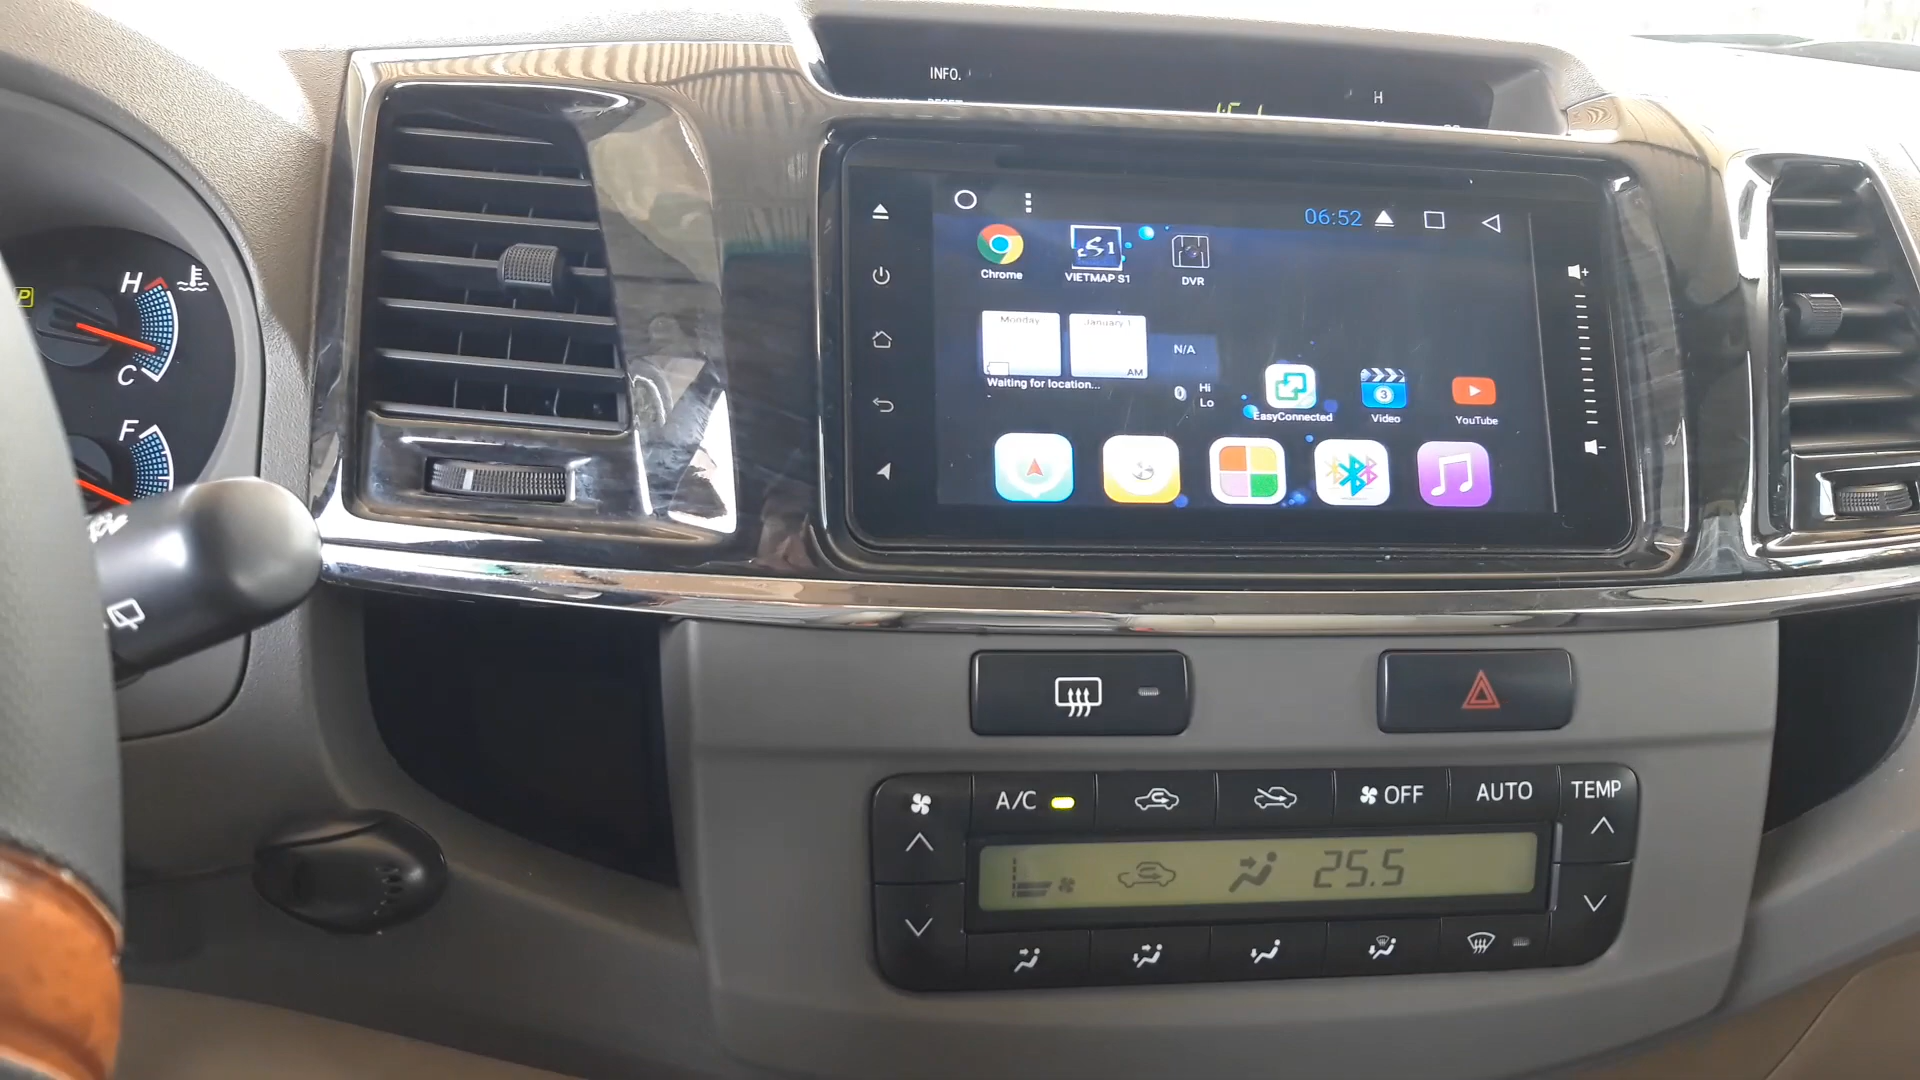 INFO.
H
06:52
Chrome
VIETMAP S1
DVR
Monday
January 1
AM
N/A
Waiting for location...
Hi
Lo
EasyConnected
Video
YouTube
H
C
F
P
A/C
OFF
AUTO
TEMP
25.5